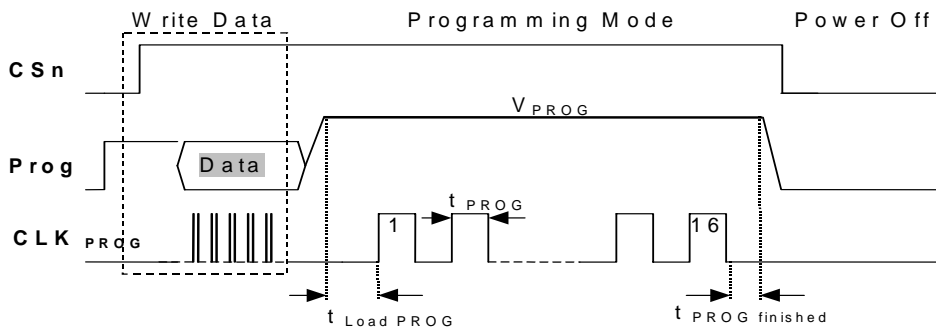 Write Data Programming Mode Power Off
CSn
VPROG
Prog
Data
tPROG
1 16
CLKPROG
tLoad PROG tPROG finished